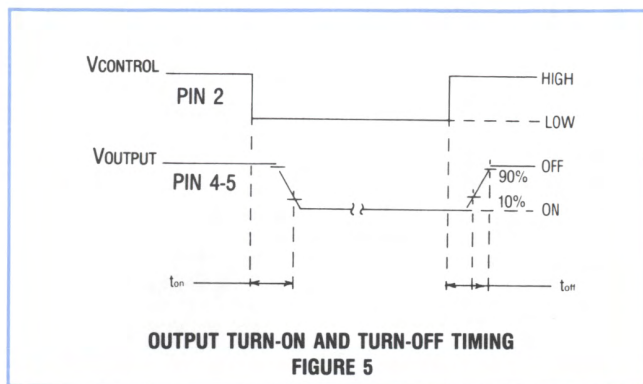 VCONTROL
PIN 2
HIGH
LOW
VOUTPUT
PIN 4-5
OFF
90%
10%
ON
ton
toff
OUTPUT TURN-ON AND TURN-OFF TIMING
FIGURE 5